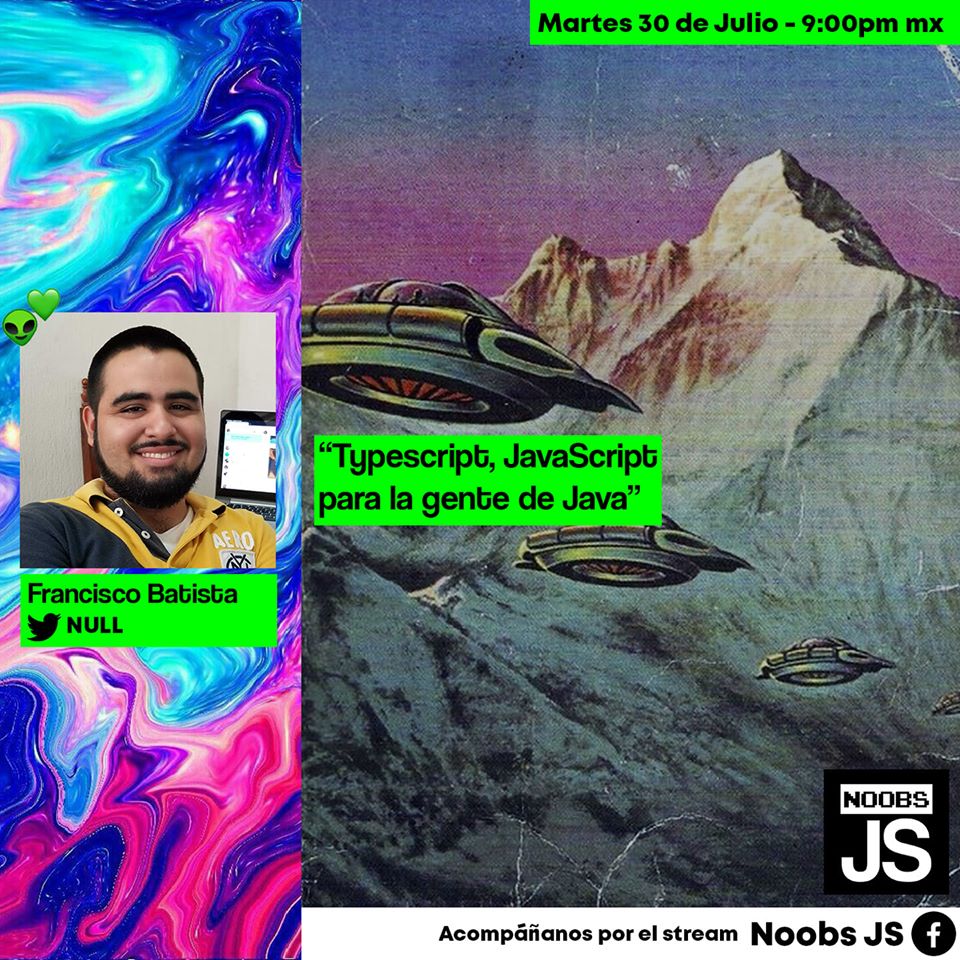 Martes 30 de Julio - 9:00pm mx
“Typescript, JavaScript
para la gente de Java”
AERO
Francisco Batista
NULL
NOOBS
JS
Acompáñanos por el stream Noobs JS